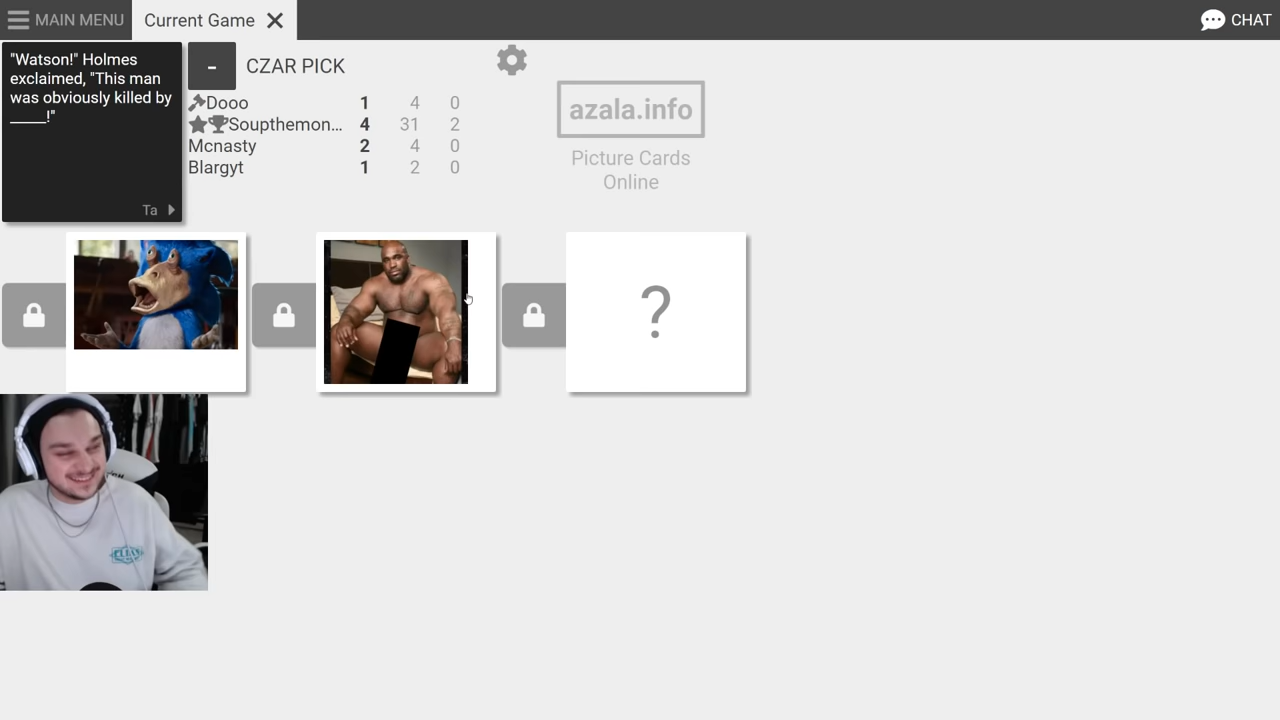 MAIN MENU
Current Game
CHAT
"Watson!" Holmes
exclaimed, "This man
was obviously killed by
_____!"
Ta
-
CZAR PICK
Dooo 1 4 0
Soupthemon... 4 31 2
Mcnasty 2 4 0
Blargyt 1 2 0
azala.info
Picture Cards
Online
?